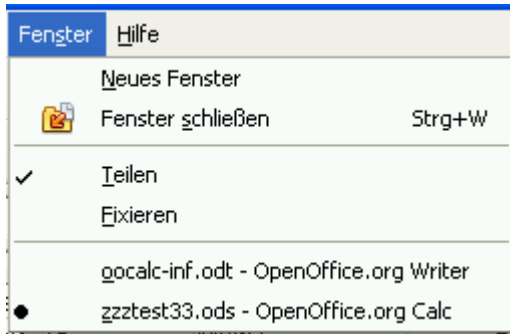 Fenster Hilfe
Neues Fenster
Fenster schließen Strg+W
Teilen
Fixieren
oocalc-inf.odt - OpenOffice.org Writer
zzztest33.ods - OpenOffice.org Calc